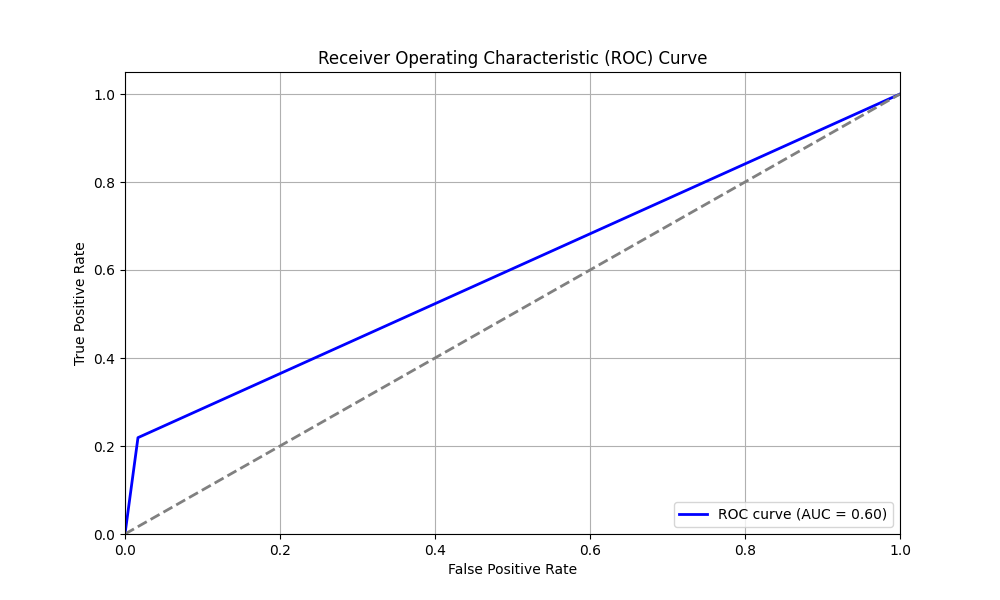 Receiver Operating Characteristic (ROC) Curve
True Positive Rate
1.0
0.8
0.6
0.4
0.2
0.0
ROC curve (AUC = 0.60)
0.0 0.2 0.4 0.6 0.8 1.0
False Positive Rate